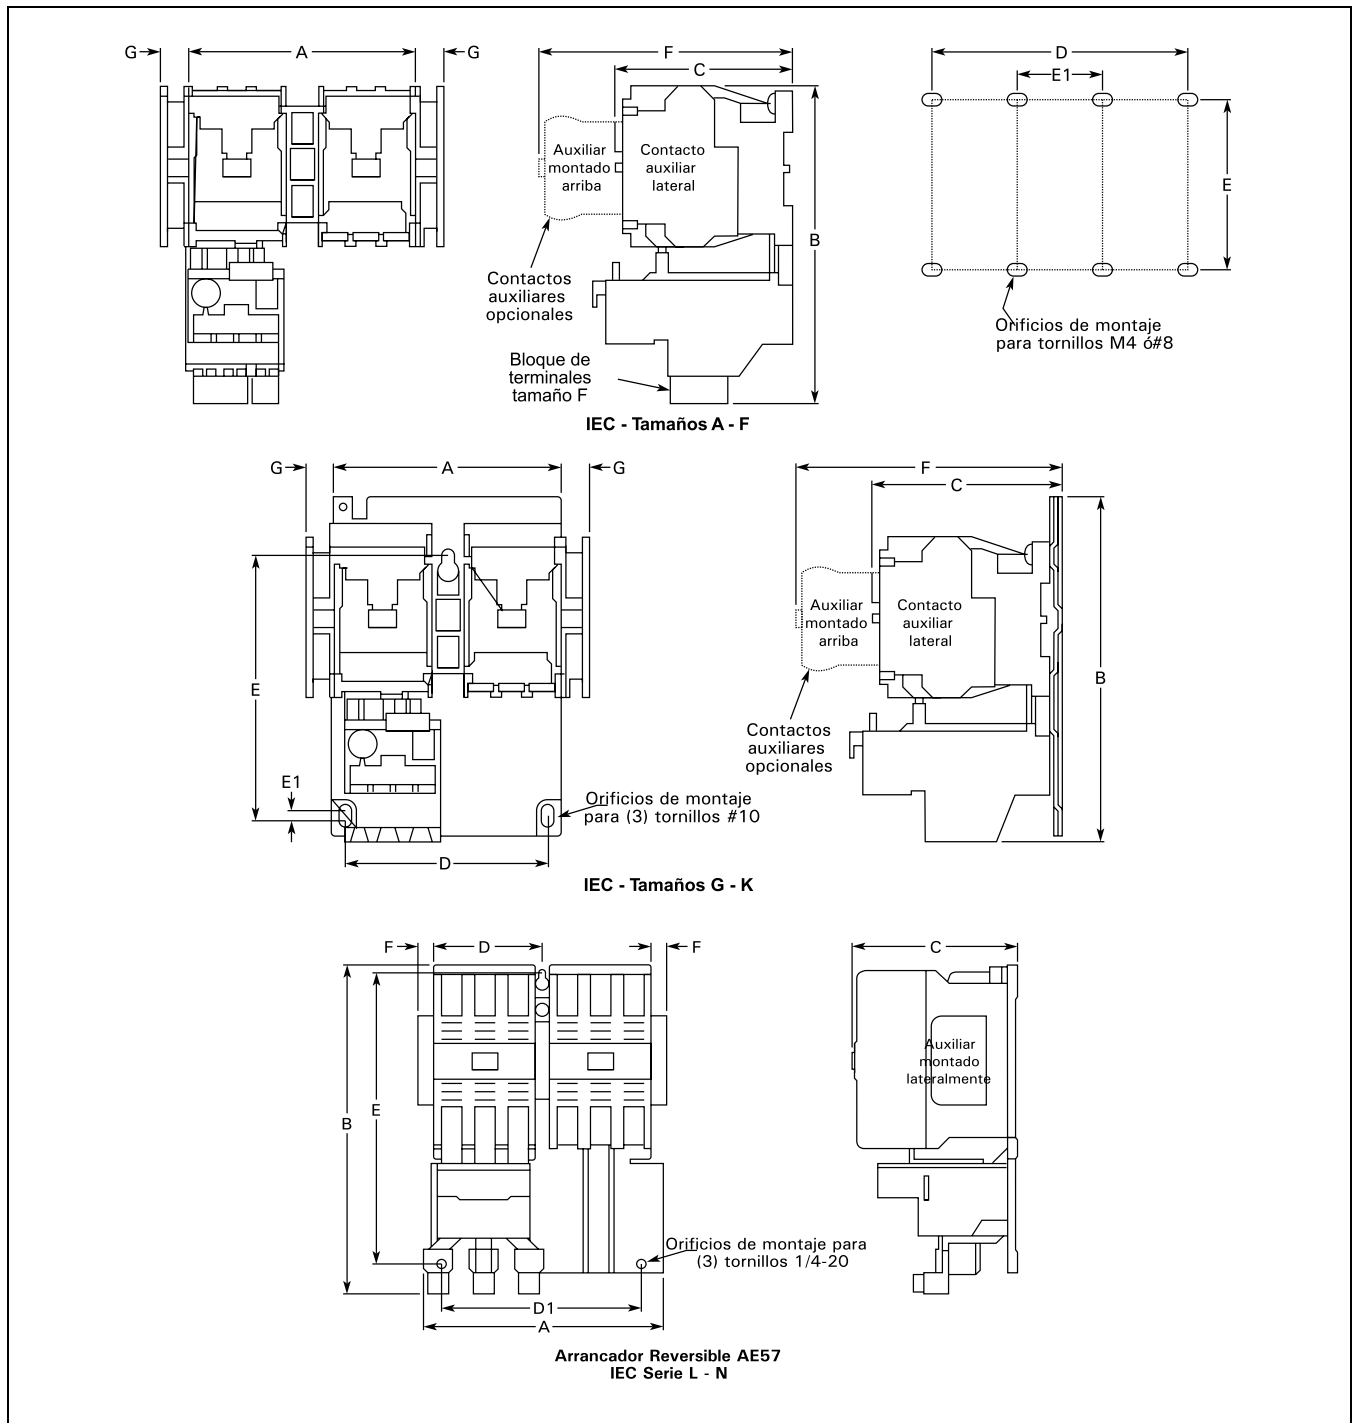 G A G
F
C
Auxiliar
montado
arriba
Contacto
auxiliar
lateral
B
Contactos
auxiliares
opcionales
Bloque de
terminales
tamaño F
D
E1
E
Orificios de montaje
para tornillos M4 ó#8
IEC - Tamaños A - F
G A G
E
E1
D
Orificios de montaje
para (3) tornillos #10
F
C
Auxiliar
montado
arriba
Contacto
auxiliar
lateral
B
Contactos
auxiliares
opcionales
IEC - Tamaños G - K
F D F
B
E
Orificios de montaje para
(3) tornillos 1/4-20
D1
A
C
Auxiliar
montado
lateralmente
Arrancador Reversible AE57
IEC Serie L - N